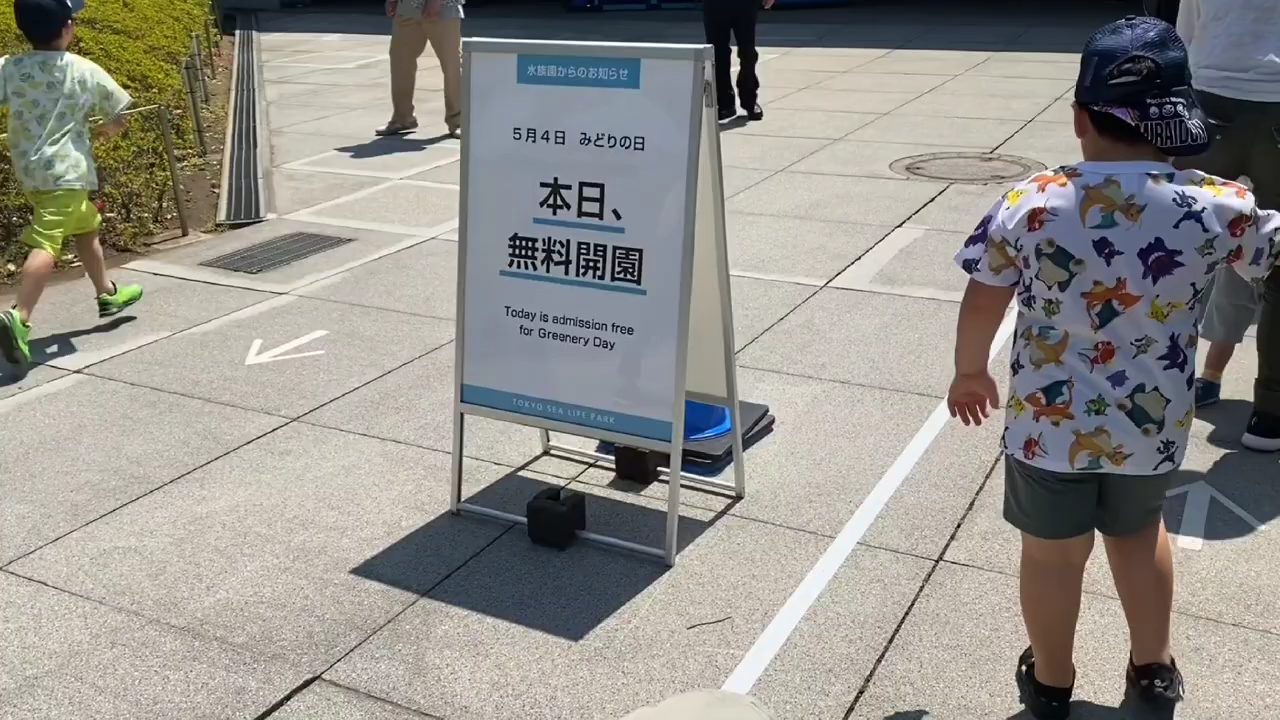 水族園からのお知らせ
5月4日 みどりの日
本日、
無料開園
Today is admission free
for Greenery Day
TOKYO SEA LIFE PARK
MIRAIDON